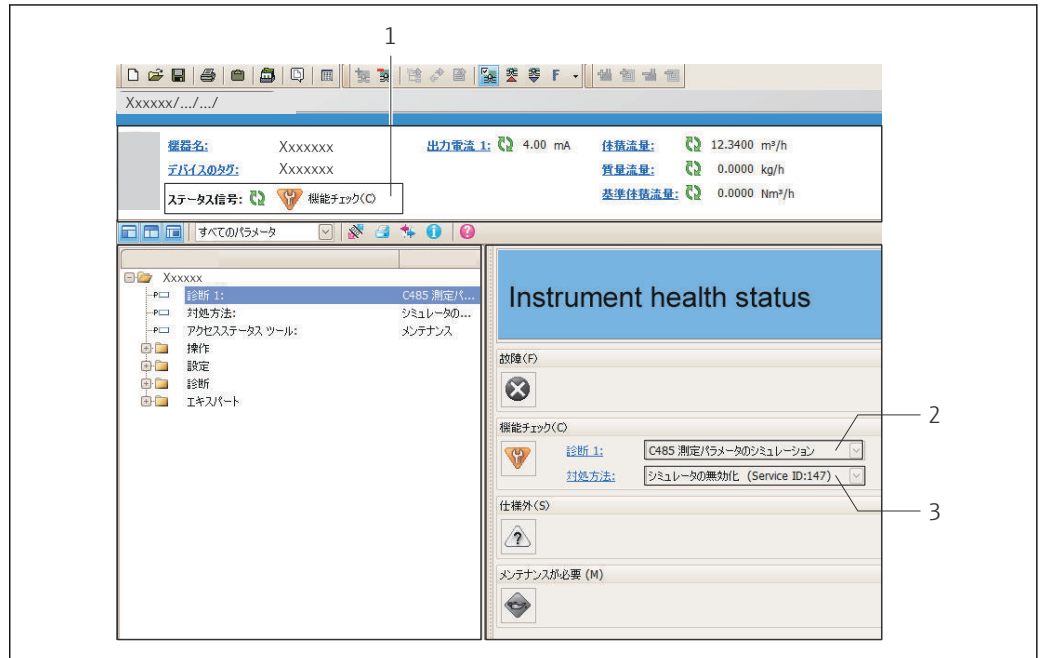 1
F
Xxxxxx/.../.../
機器名: Xxxxxxx 出力電流 1: 4.00 mA 体積流量: 12.3400 m³/h
デバイスのタグ: Xxxxxxx 質量流量: 0.0000 kg/h
ステータス信号: 機能チェック(C) 基準体積流量: 0.0000 Nm³/h
すべてのパラメータ
Xxxxxx
診断 1: C485 測定パ...
対処方法: シミュレータの...
アクセスステータス ツール: メンテナンス
操作
設定
診断
エキスパート
Instrument health status
故障(F)
機能チェック(C)
診断 1: C485 測定パラメータのシミュレーション
2
対処方法: シミュレータの無効化 (Service ID:147)
3
仕様外(S)
メンテナンスが必要 (M)